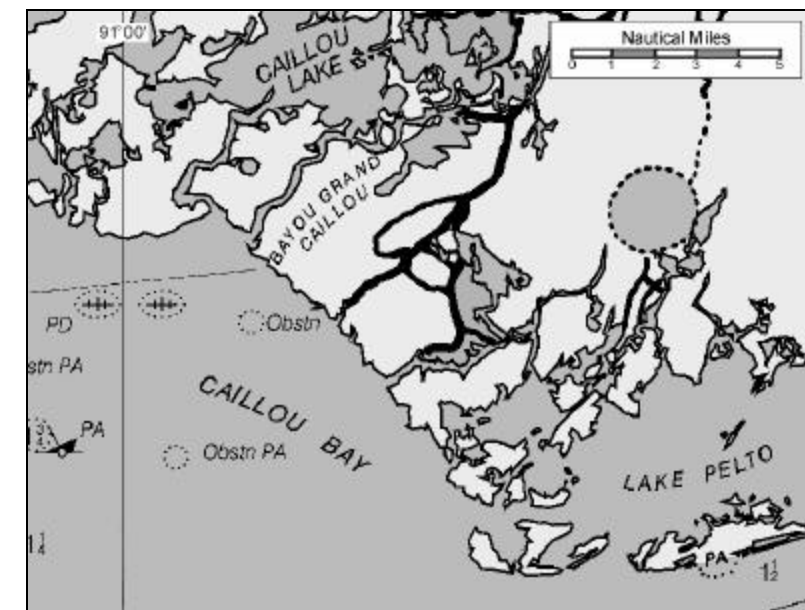 91°00'
Nautical Miles
0 1 2 3 4 5
CAILLOU
LAKE
BAYOU GRAND
CAILLOU
PD
Obstn
stn PA
CAILLOU BAY
PA
Obstn PA
LAKE PELTO
1¼
PA
1½